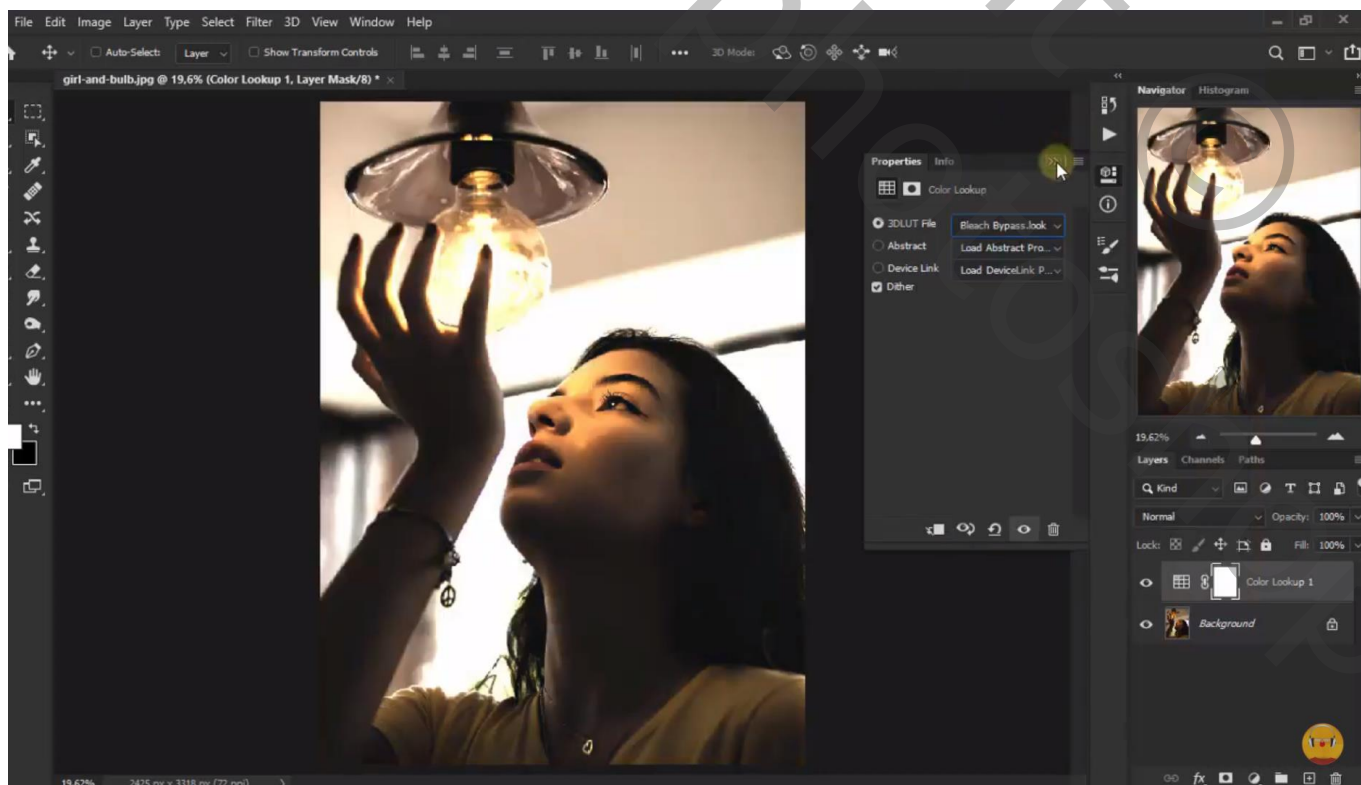 File Edit Image Layer Type Select Filter 3D View Window Help
Auto-Select: Layer Show Transform Controls 3D Mode:
girl-and-bulb.jpg @ 19,6% (Color Lookup 1, Layer Mask/8) *
Navigator Histogram
Properties Info
Color Lookup
3DLUT File Bleach Bypass.look
Abstract Load Abstract Pro...
Device Link Load DeviceLink P...
Dither
19,62%
Layers Channels Paths
Kind
Normal Opacity: 100%
Lock: Fill: 100%
Color Lookup 1
Background
19,62% 2425 px x 3318 px (72 ppi)